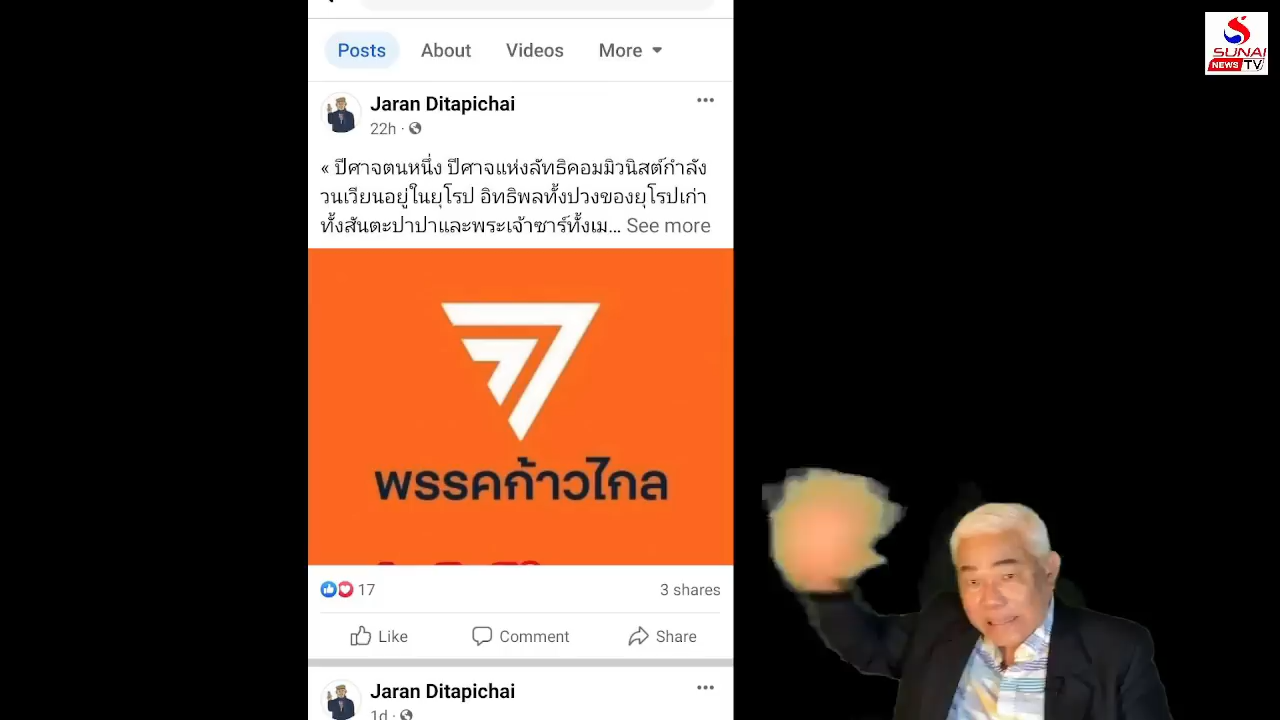 Posts About Videos More
SUNAI
NEWS TV
Jaran Ditapichai
22h ·
« ปีศาจตนหนึ่ง ปีศาจแห่งลัทธิคอมมิวนิสต์กำลัง
วนเวียนอยู่ในยุโรป อิทธิพลทั้งปวงของยุโรปเก่า
ทั้งสันตะปาปาและพระเจ้าซาร์ทั้งเม... See more
พรรคก้าวไกล
17 3 shares
Like Comment Share
Jaran Ditapichai
1d ·